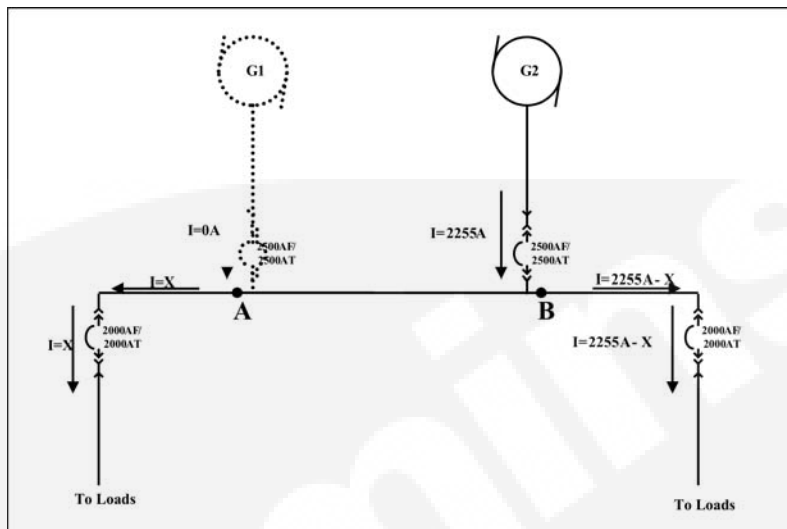 G1
G2
I=0A
2500AF/
2500AT
I=2255A
2500AF/
2500AT
I=X
I=2255A - X
A
B
I=X
2000AF/
2000AT
I=2255A - X
2000AF/
2000AT
To Loads
To Loads